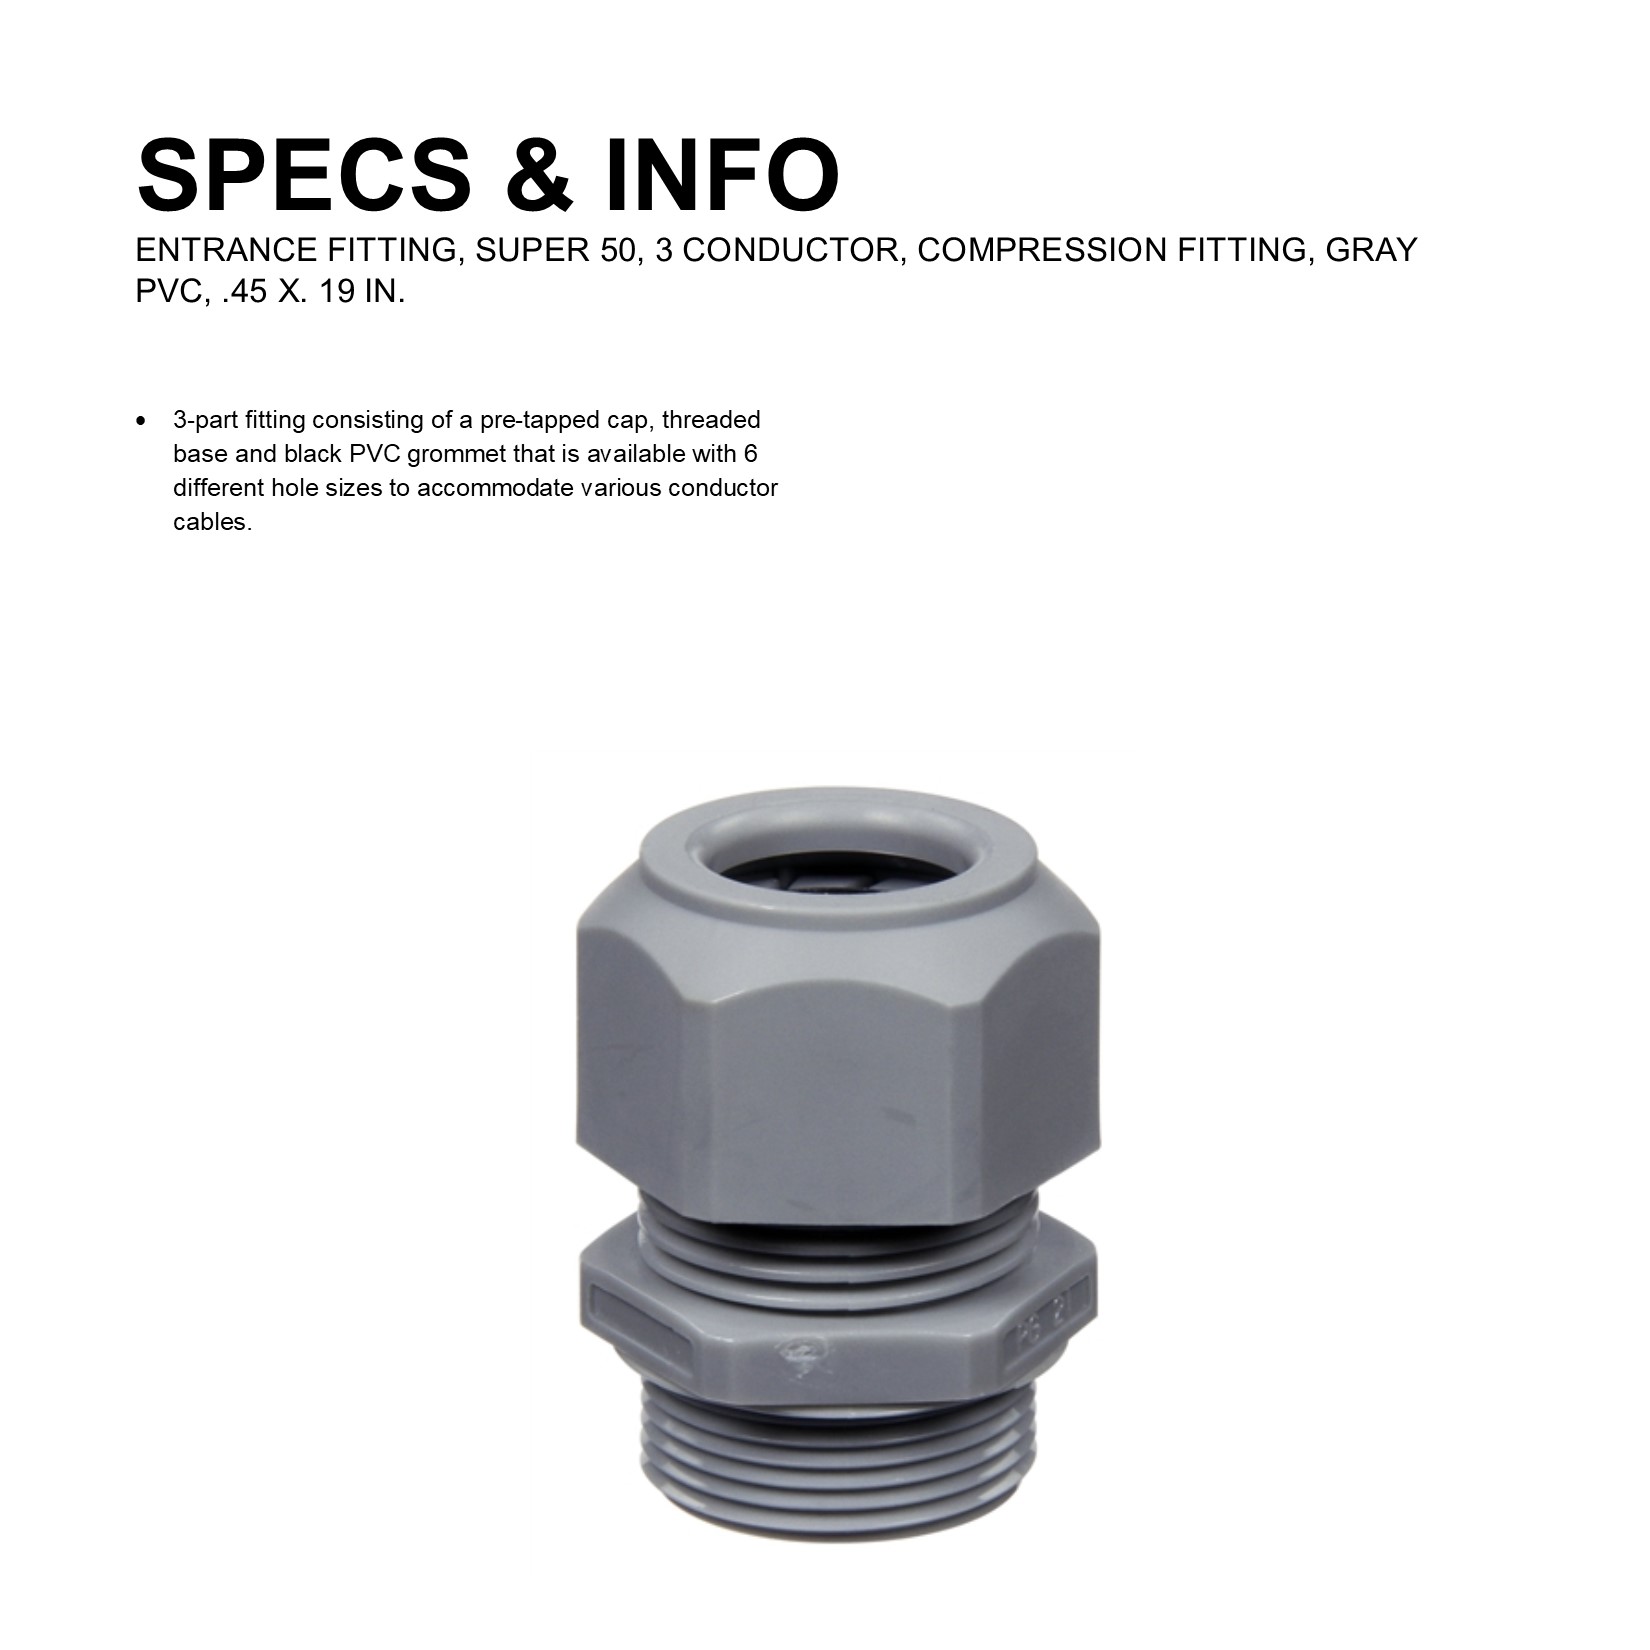 SPECS & INFO
ENTRANCE FITTING, SUPER 50, 3 CONDUCTOR, COMPRESSION FITTING, GRAY
PVC, .45 X. 19 IN.
• 3-part fitting consisting of a pre-tapped cap, threaded
base and black PVC grommet that is available with 6
different hole sizes to accommodate various conductor
cables.
PG 21